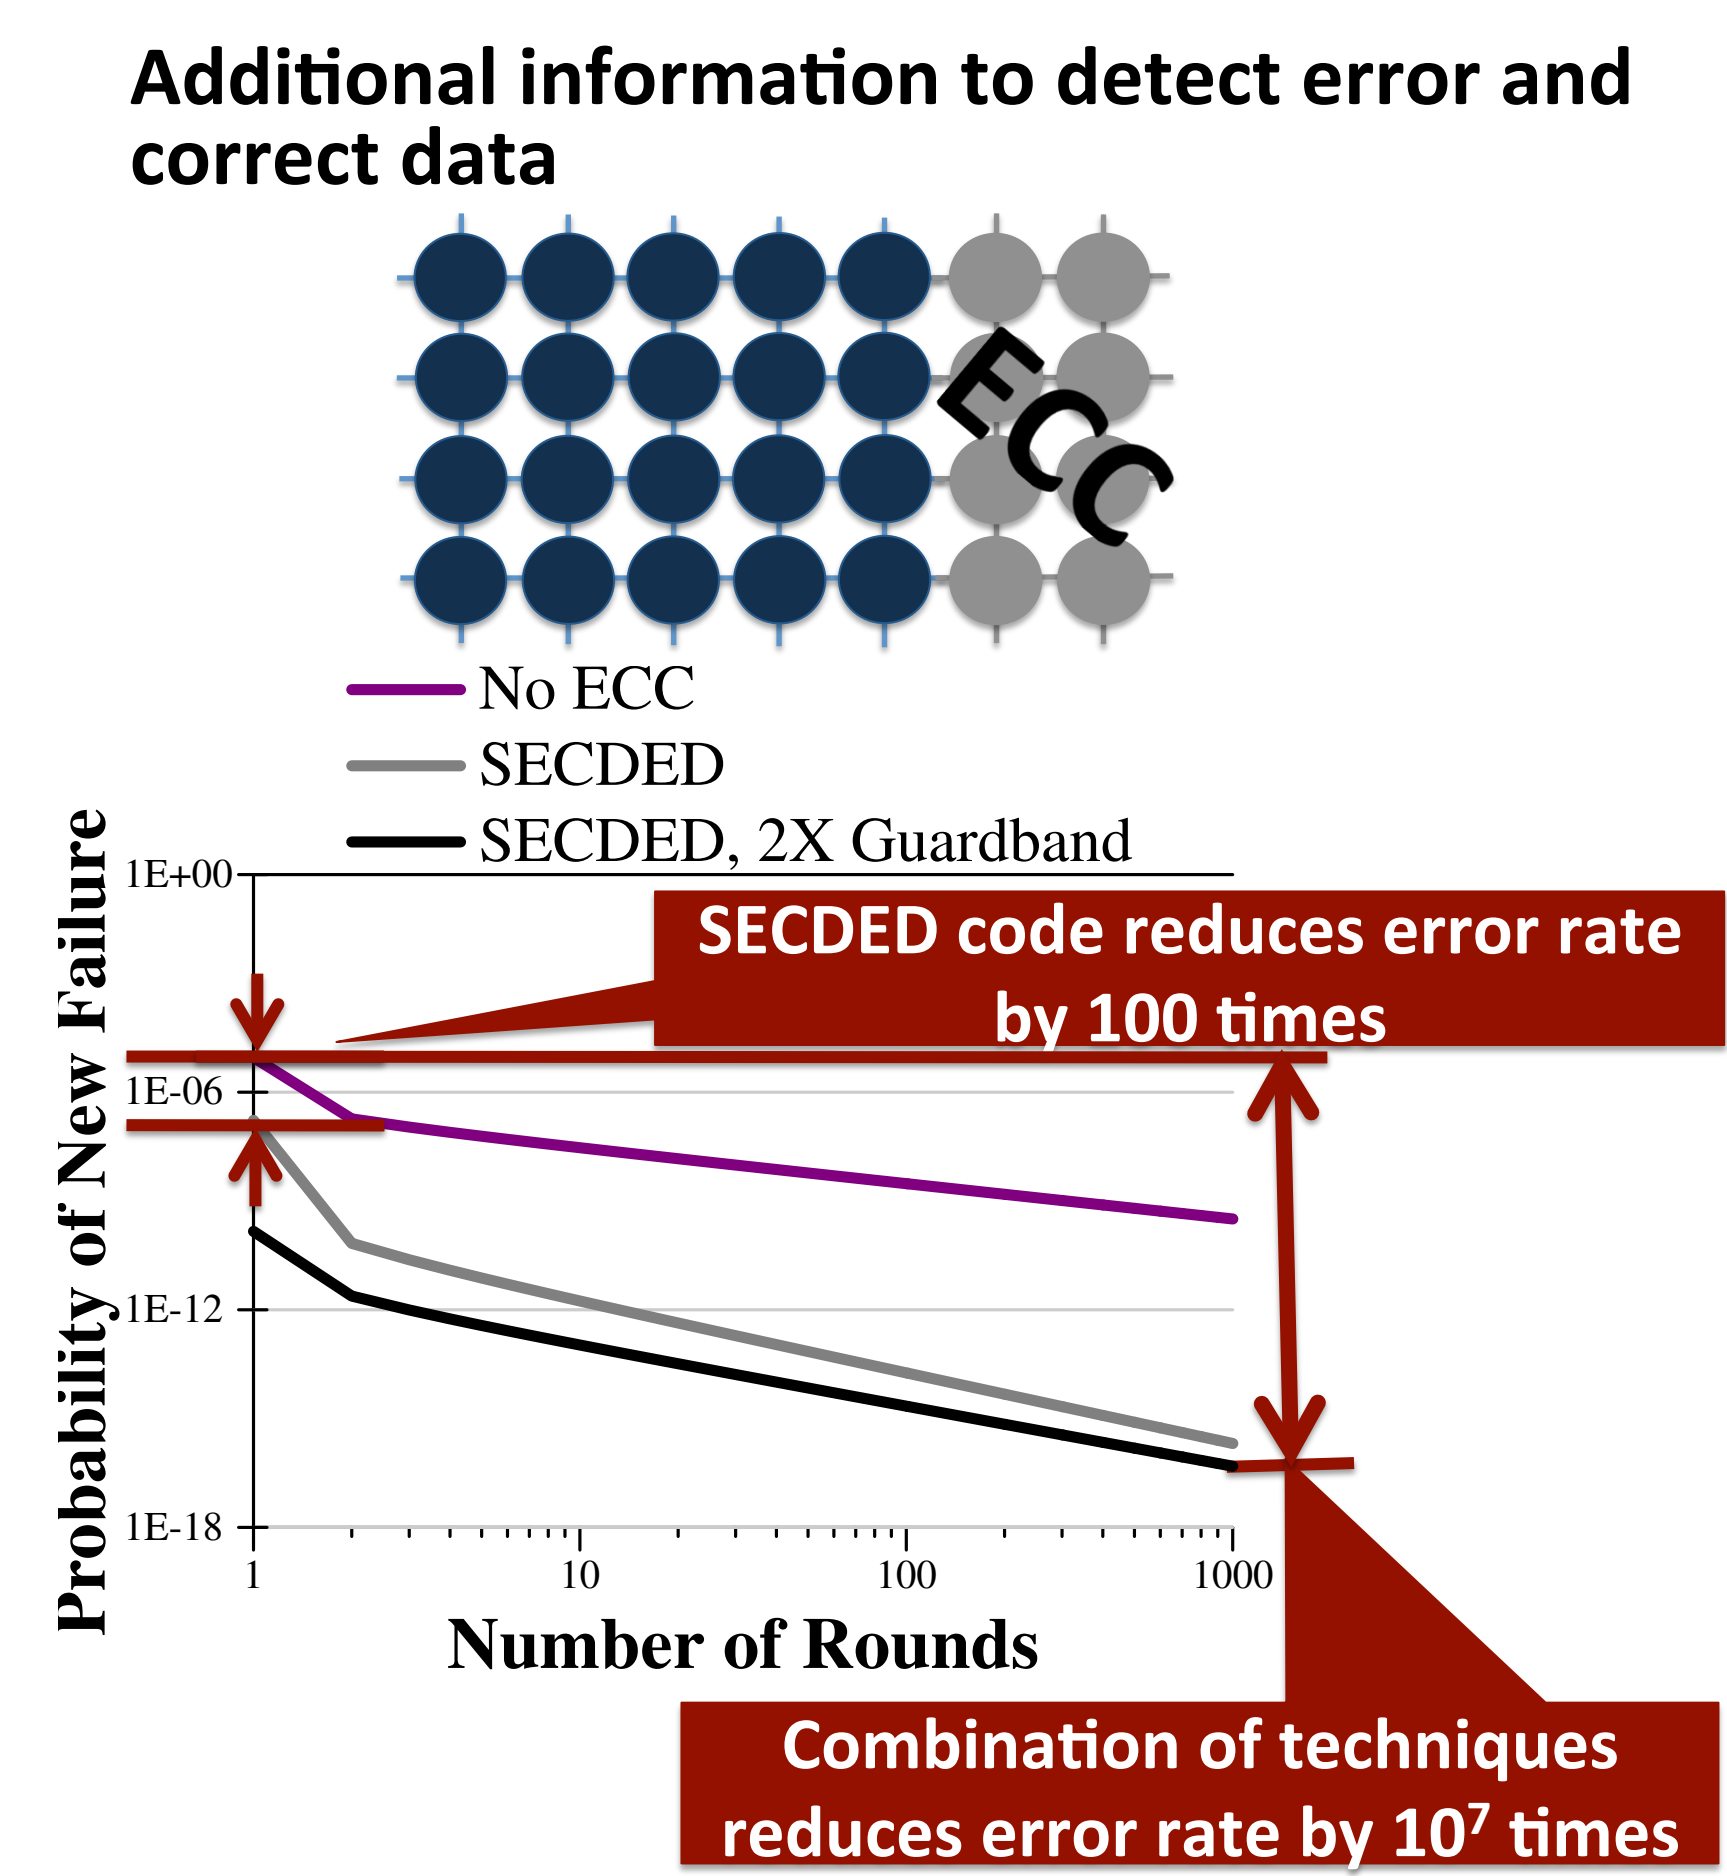 Additional information to detect error and
correct data
ECC
No ECC
SECDED
SECDED, 2X Guardband
Probability of New Failure
1E+00
1E-06
1E-12
1E-18
SECDED code reduces error rate
by 100 times
1 10 100 1000
Number of Rounds
Combination of techniques
reduces error rate by 10⁷ times